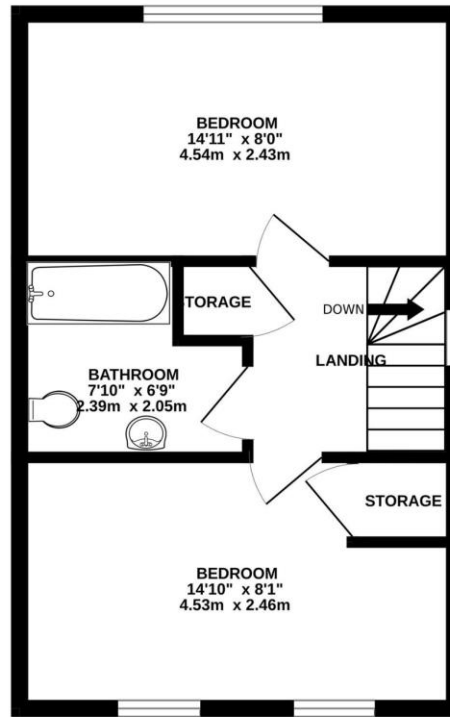 BEDROOM
14'11" x 8'0"
4.54m x 2.43m
TORAGE
DOWN
LANDING
BATHROOM
7'10" x 6'9"
2.39m x 2.05m
STORAGE
BEDROOM
14'10" x 8'1"
4.53m x 2.46m